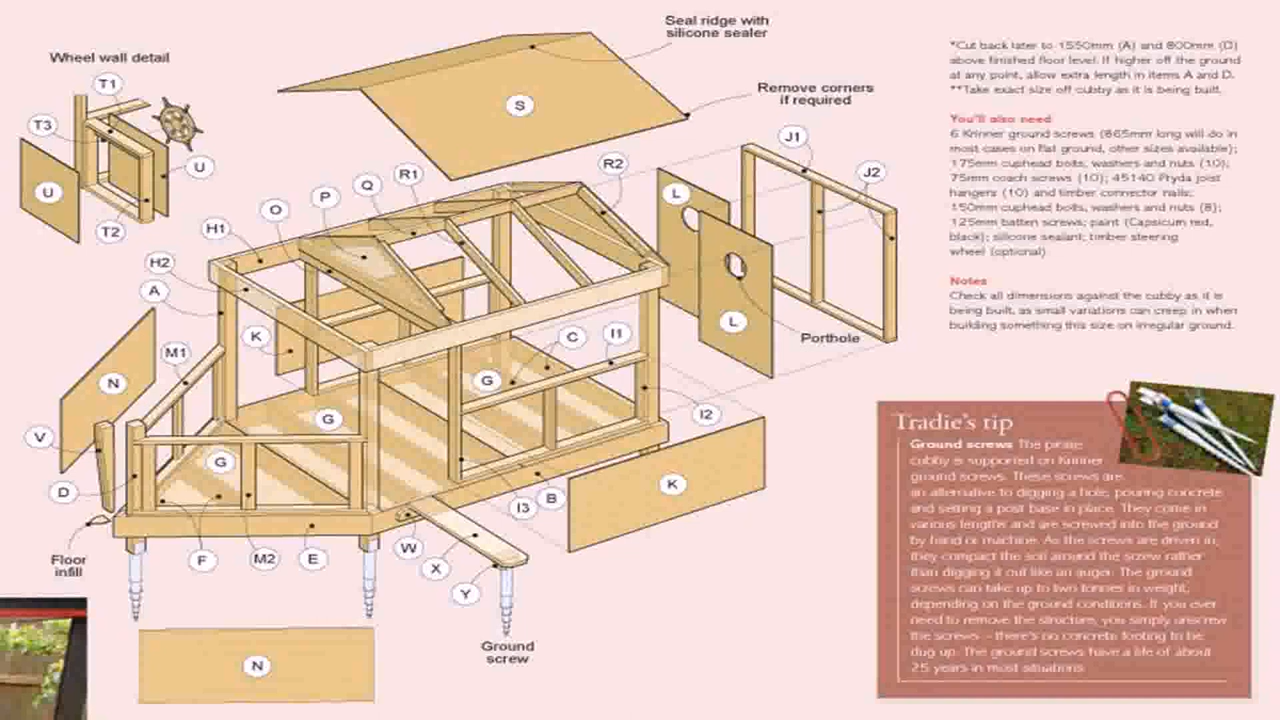 Wheel wall detail
T1
T3
U
U
T2
Seal ridge with
silicone sealer
S
Remove corners
if required
J1
J2
R2
R1
Q
P
O
H1
H2
A
L
L
Porthole
K
M1
N
V
D
Floor
infill
C
I1
G
G
G
I2
K
B
I3
F
M2
E
W
X
Y
Ground
screw
N
*Cut back later to 1550mm (A) and 800mm (D)
above finished floor level. If higher off the ground
at any point, allow extra length in items A and D.
**Take exact size off cubby as it is being built.
You'll also need
6 Krinner ground screws (865mm long will do in
most cases on flat ground, other sizes available);
175mm cuphead bolts, washers and nuts (10);
75mm coach screws (10); 45140 Pryda joist
hangers (10) and timber connector nails;
150mm cuphead bolts, washers and nuts (8);
125mm batten screws; paint (Capsicum red,
black); silicone sealant; timber steering
wheel (optional)
Notes
Check all dimensions against the cubby as it is
being built, as small variations can creep in when
building something this size on irregular ground.
Tradie's tip
Ground screws The pirate
cubby is supported on Krinner
ground screws. These screws are
an alternative to digging a hole, pouring concrete
and setting a post base in place. They come in
various lengths and are screwed into the ground
by hand or machine. As the screws are driven in,
they compact the soil around the screw rather
than digging it out like an auger. The ground
screws can take up to two tonnes in weight,
depending on the ground conditions. If you ever
need to remove the structure, you simply unscrew
the screws – there's no concrete footing to be
dug up. The ground screws have a life of about
25 years in most situations.